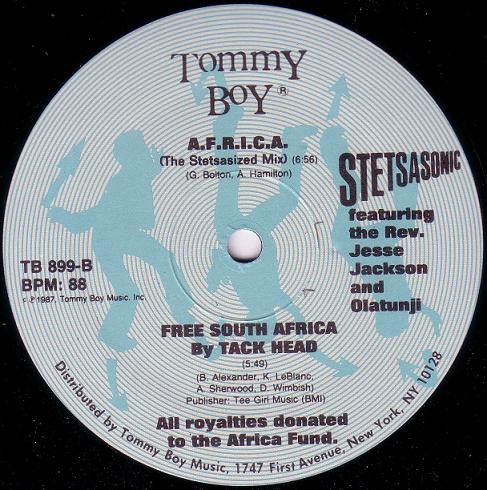 Tommy
Boy ®
A.F.R.I.C.A.
(The Stetsasized Mix) (6:56)
(G. Bolton, A. Hamilton)
STETSASONIC
featuring
the Rev.
Jesse
Jackson
and
Olatunji
TB 899-B
BPM: 88
© ℗ 1987, Tommy Boy Music, Inc.
FREE SOUTH AFRICA
By TACK HEAD
(5:49)
(B. Alexander, K. LeBlanc,
A. Sherwood, D. Wimbish)
Publisher: Tee Girl Music (BMI)
All royalties donated
to the Africa Fund.
Distributed by Tommy Boy Music, 1747 First Avenue, New York, NY 10128